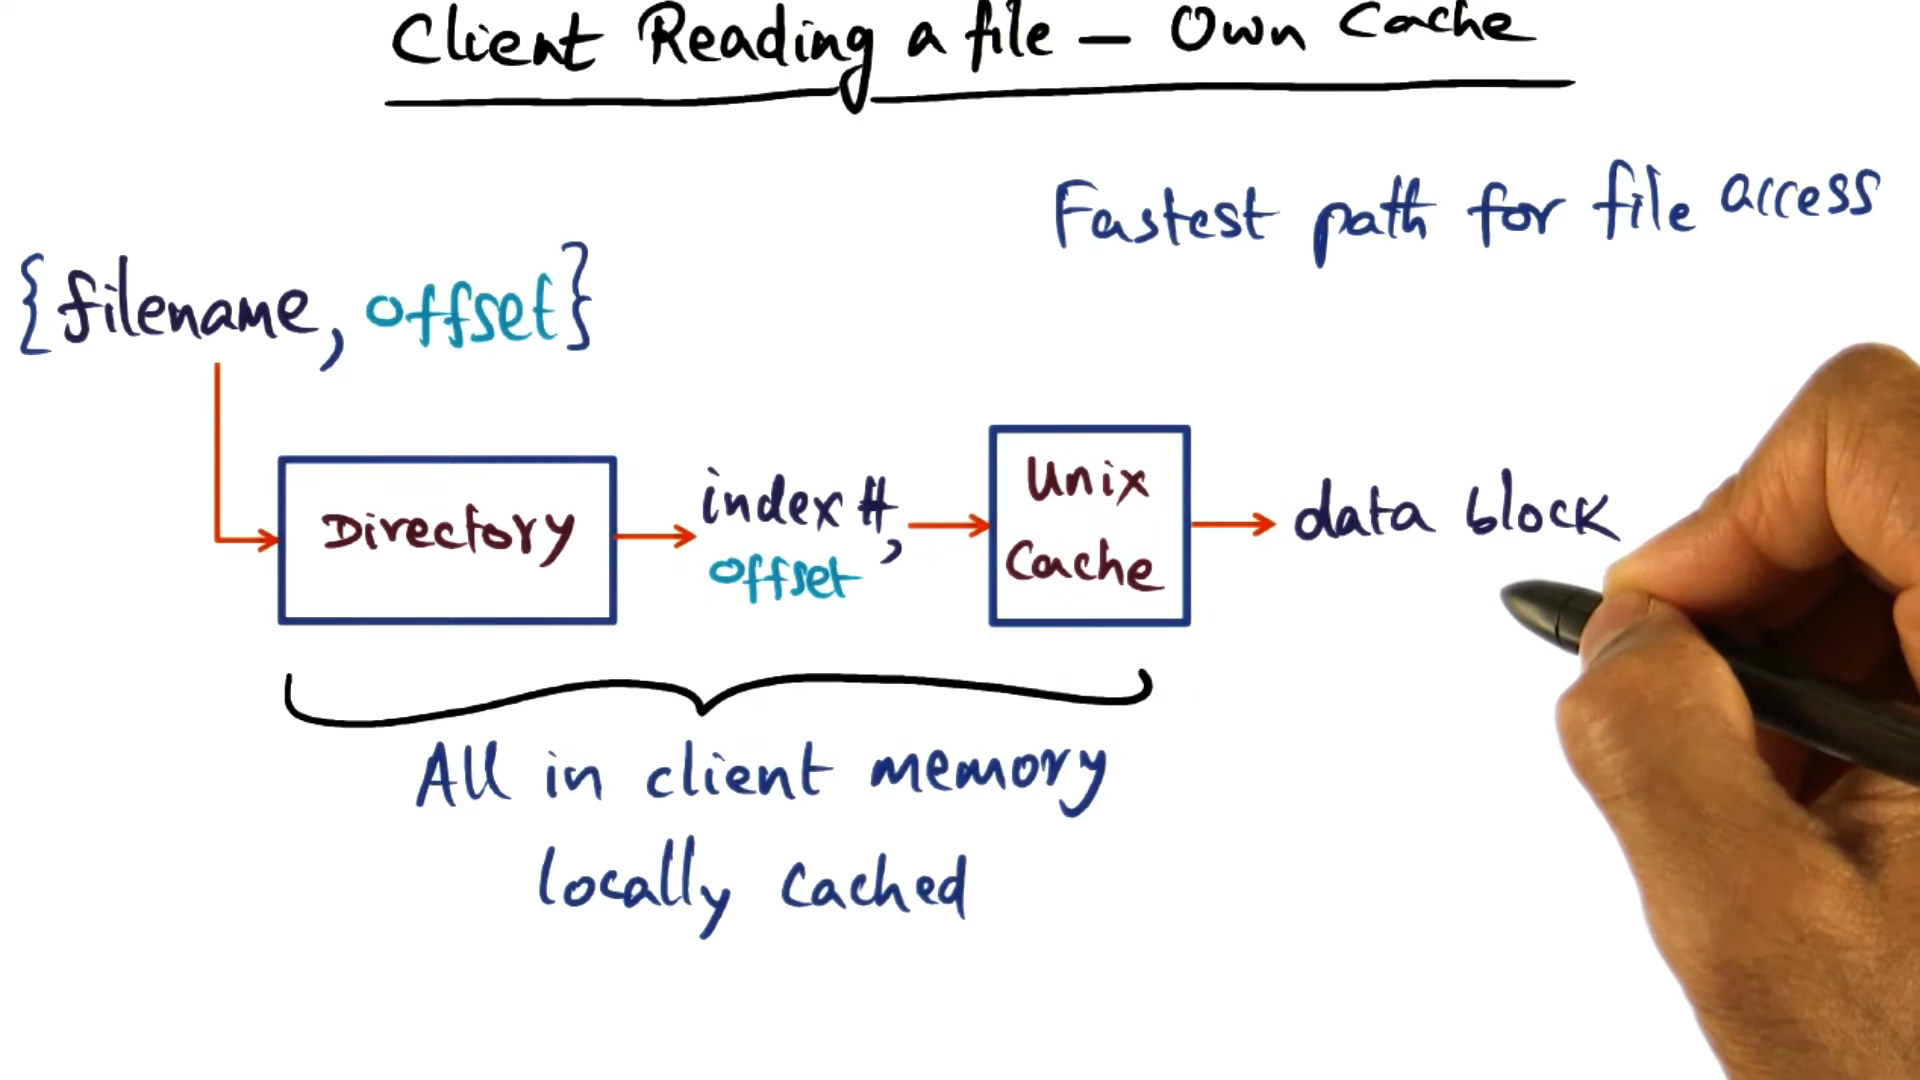 Client Reading a file — Own Cache
Fastest path for file access
{filename, offset}
Directory
index #,
offset
Unix
Cache
data block
All in client memory
locally cached